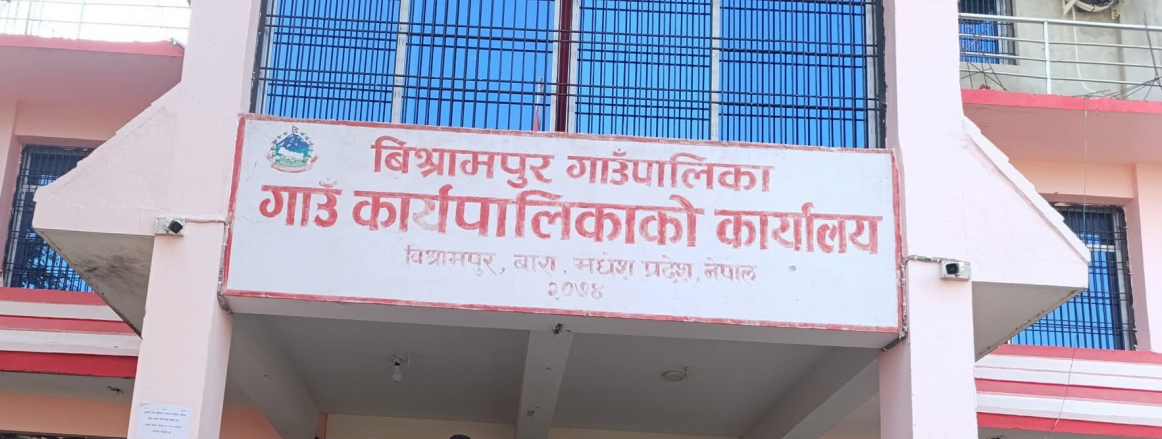 बिश्रामपुर गाउँपालिका
गाउँ कार्यपालिकाको कार्यालय
बिश्रामपुर, बारा, मधेश प्रदेश, नेपाल
२०७४